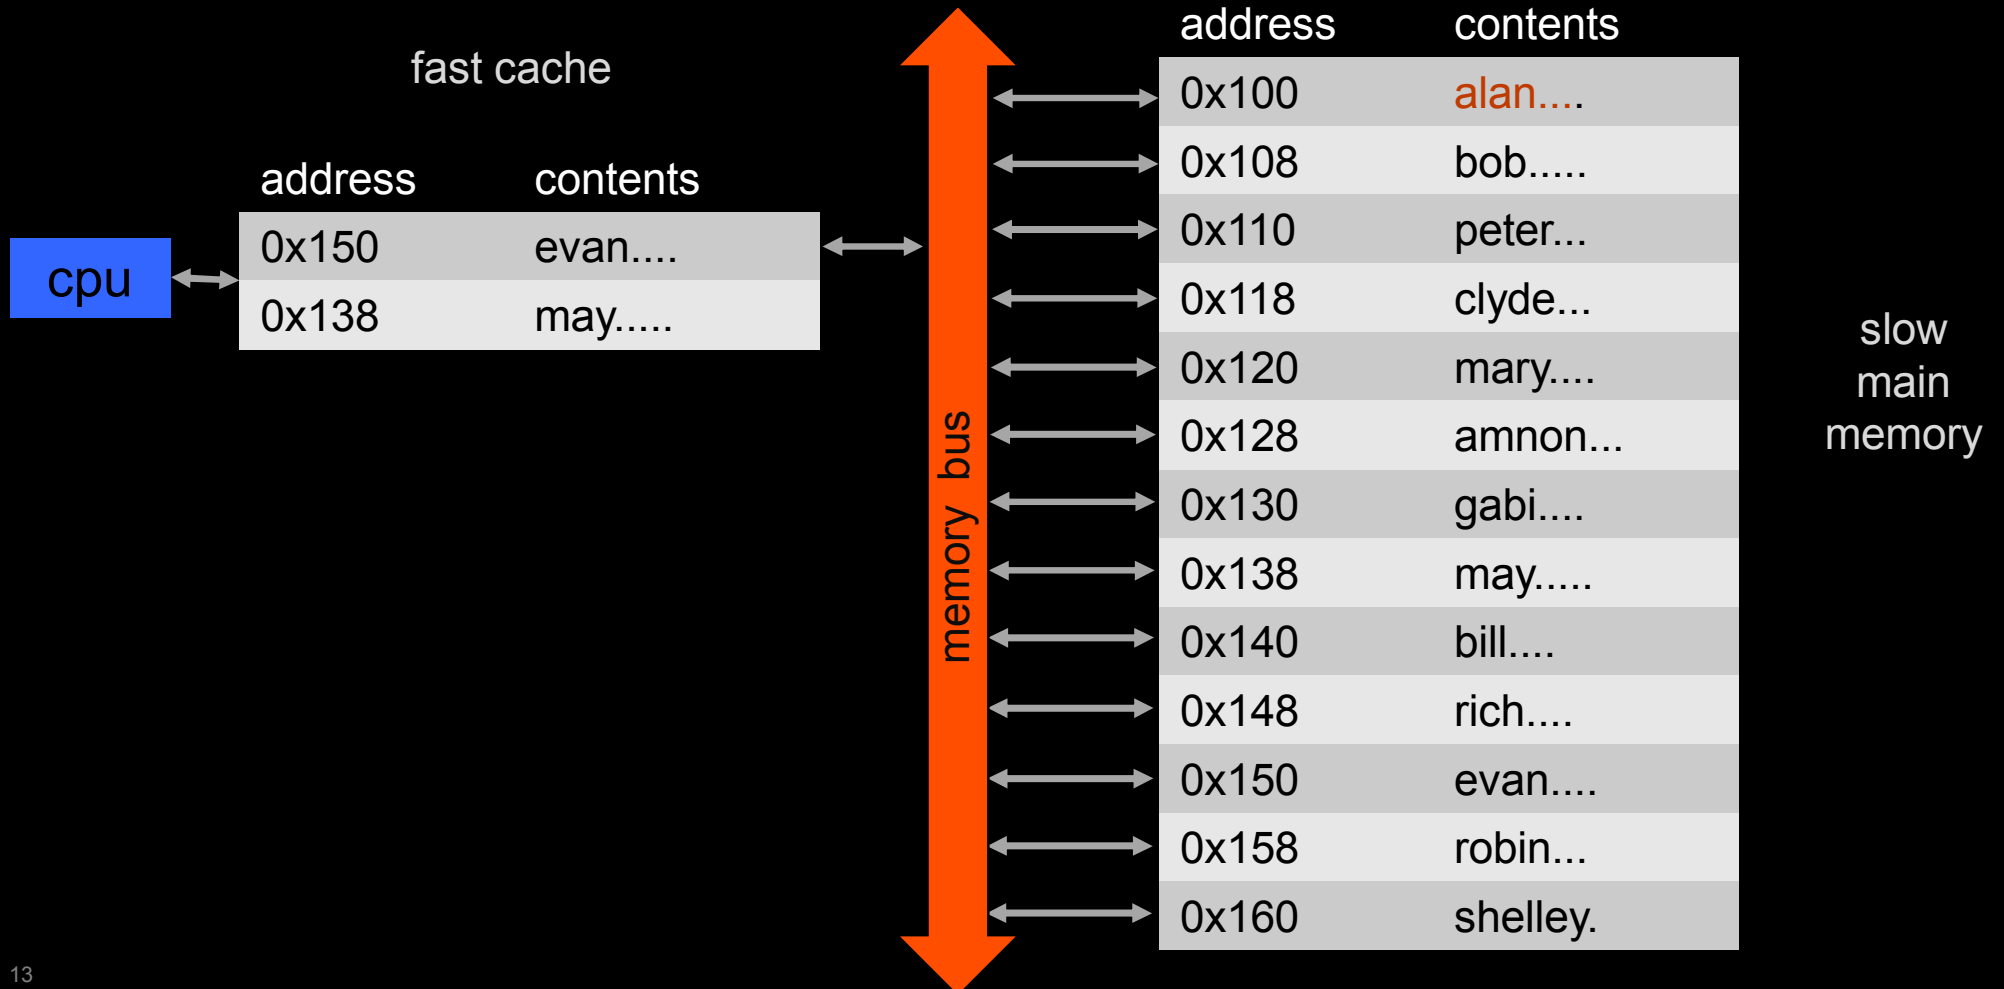 fast cache
address contents
0x150 evan....
0x138 may.....
cpu
memory bus
address contents
0x100 alan....
0x108 bob.....
0x110 peter...
0x118 clyde...
0x120 mary....
0x128 amnon...
0x130 gabi....
0x138 may.....
0x140 bill....
0x148 rich....
0x150 evan....
0x158 robin...
0x160 shelley.
slow
main
memory
13